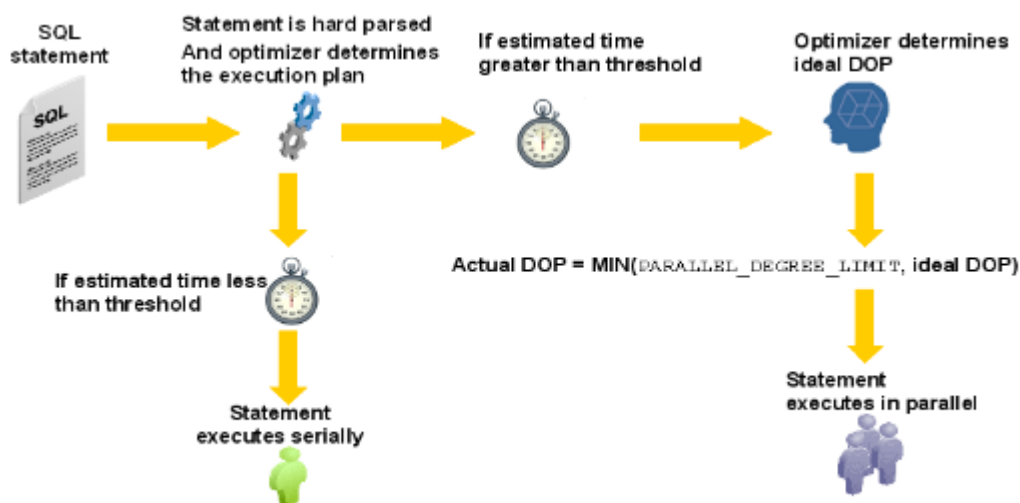 SQL
statement
SQL
Statement is hard parsed
And optimizer determines
the execution plan
If estimated time
greater than threshold
Optimizer determines
ideal DOP
If estimated time less
than threshold
Actual DOP = MIN(PARALLEL_DEGREE_LIMIT, ideal DOP)
Statement
executes serially
Statement
executes in parallel